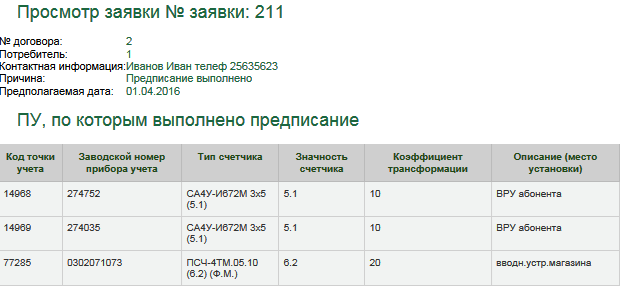 Просмотр заявки № заявки: 211
№ договора: 2
Потребитель: 1
Контактная информация: Иванов Иван телеф 25635623
Причина: Предписание выполнено
Предполагаемая дата: 01.04.2016
ПУ, по которым выполнено предписание
Код точки учета Заводской номер прибора учета Тип счетчика Значность счетчика Коэффициент трансформации Описание (место установки)
14968 274752 СА4У-И672М 3х5 (5.1) 5.1 10 ВРУ абонента
14969 274035 СА4У-И672М 3х5 (5.1) 5.1 10 ВРУ абонента
77285 0302071073 ПСЧ-4ТМ.05.10 (6.2) (Ф.М.) 6.2 20 вводн.устр.магазина